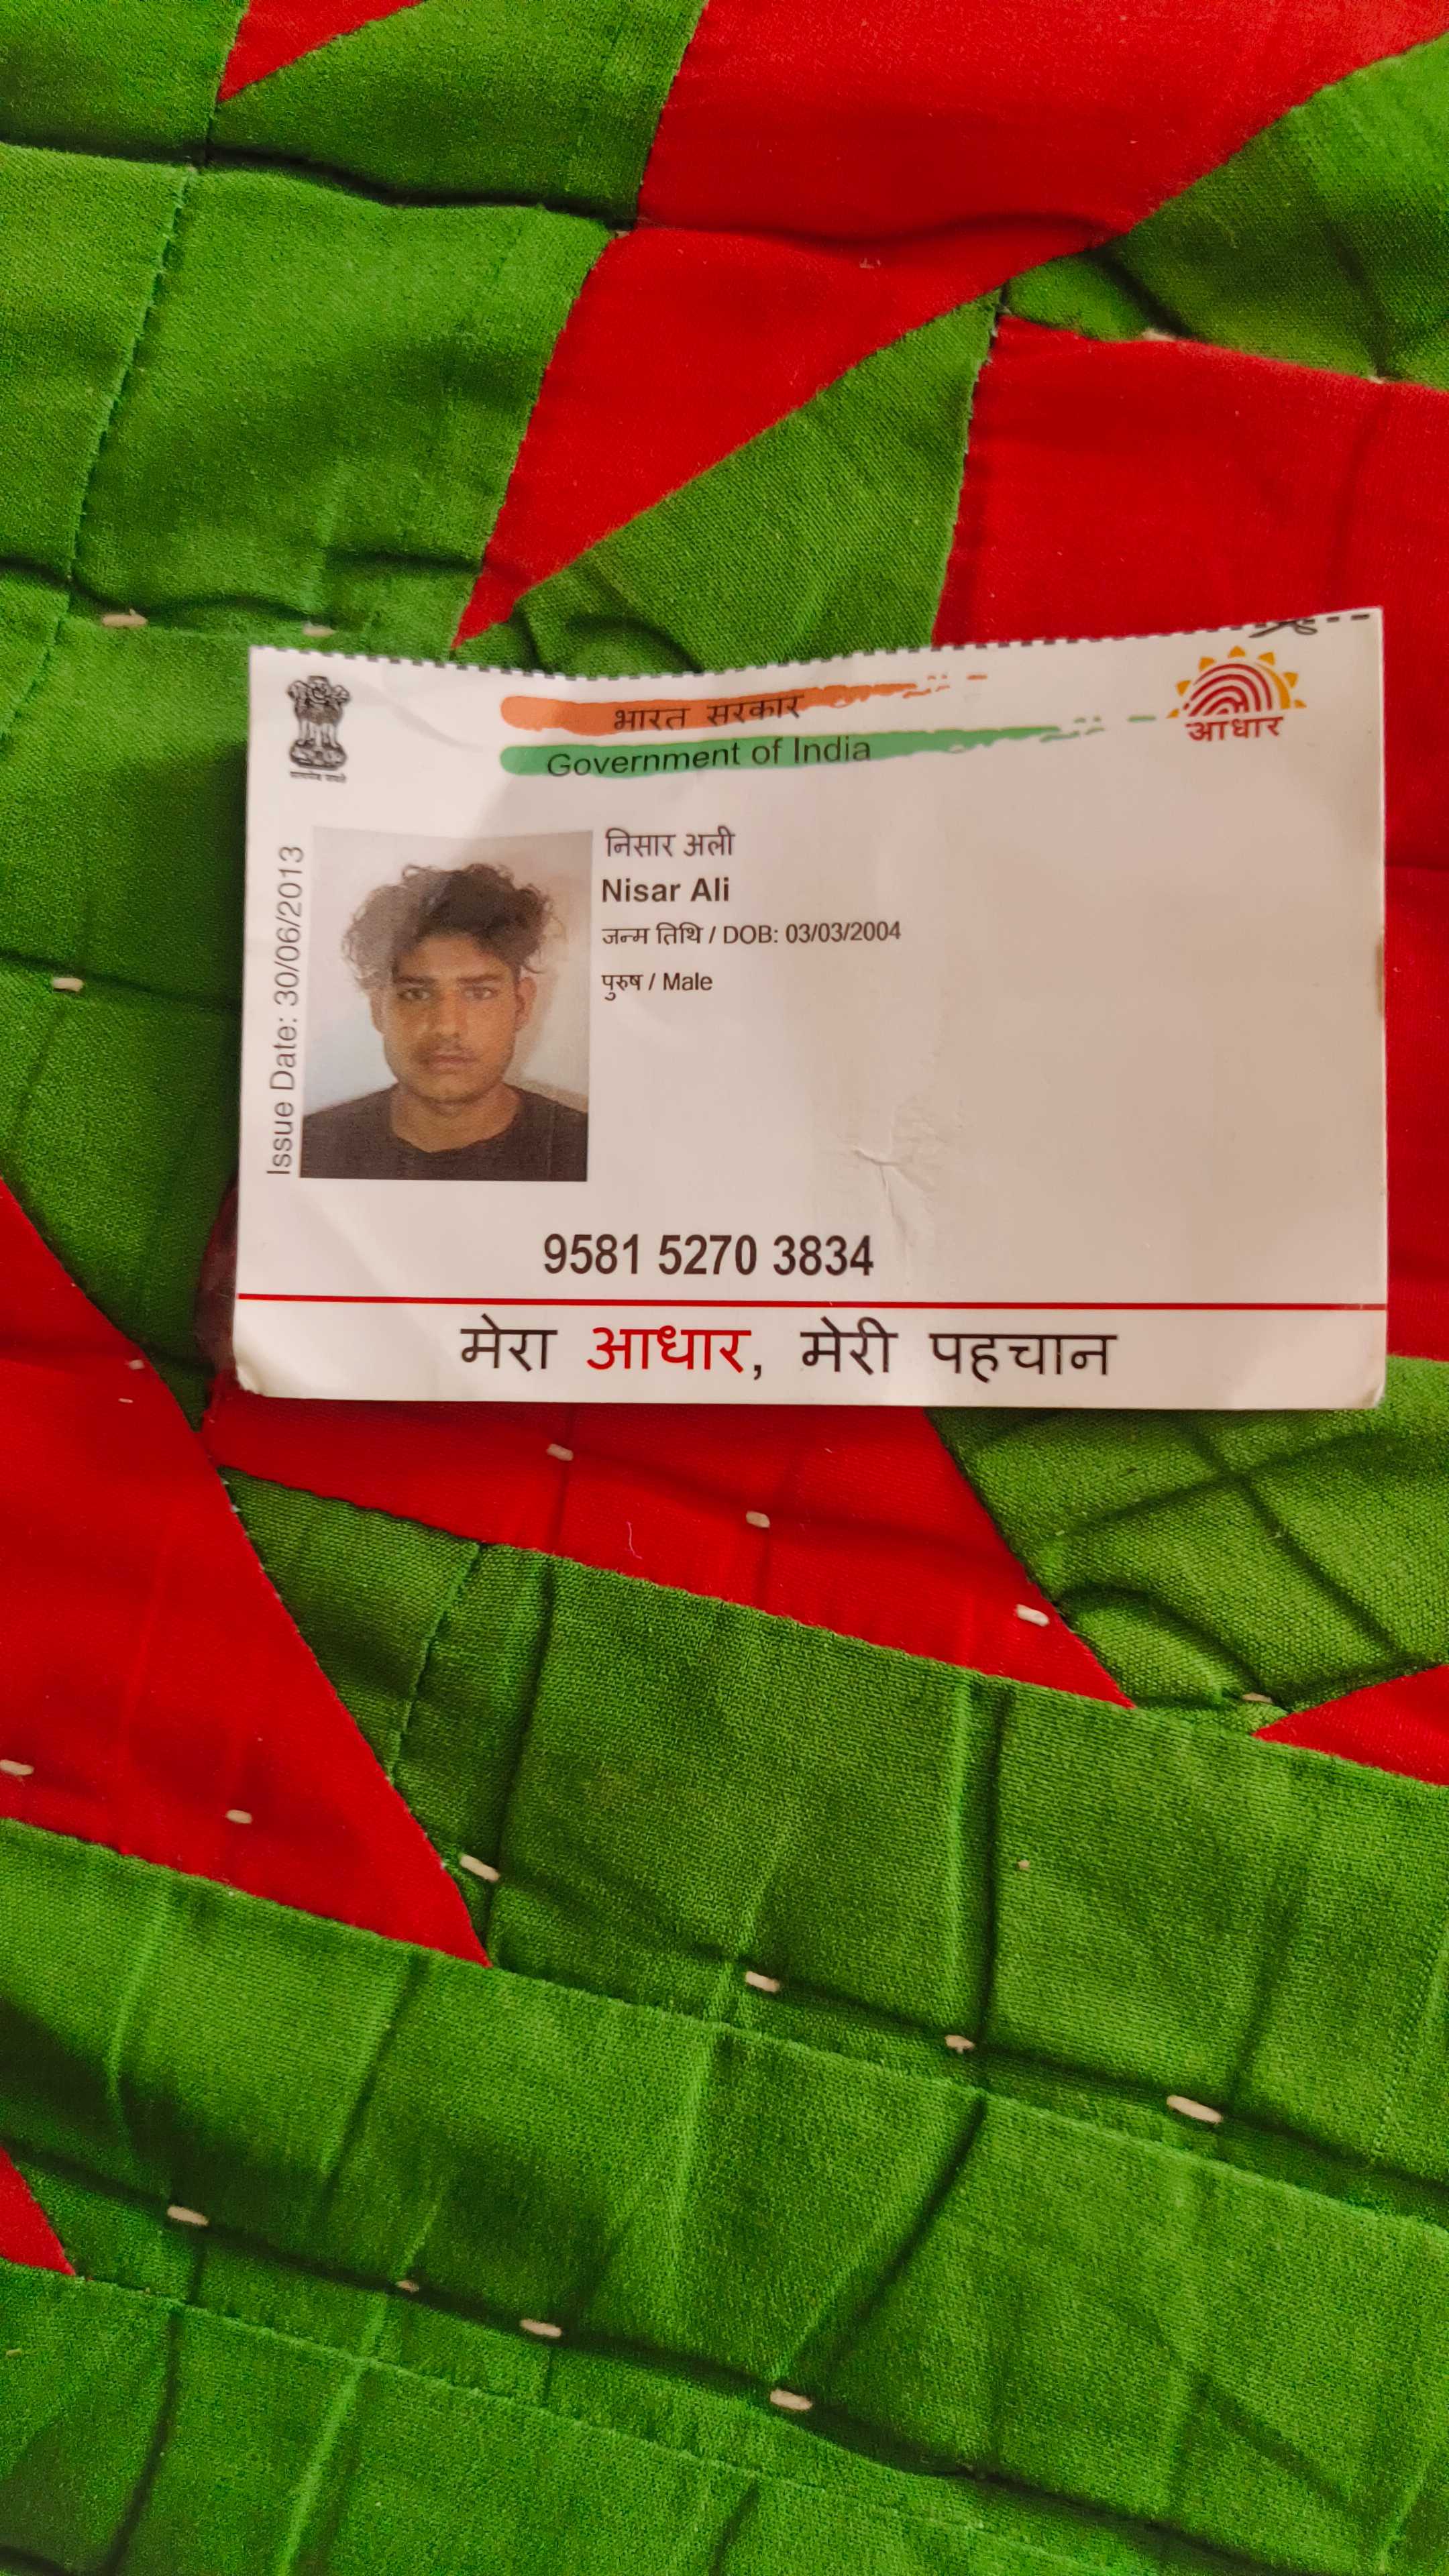 भारत सरकार
Government of India
आधार
Issue Date: 30/06/2013
निसार अली
Nisar Ali
जन्म तिथि / DOB: 03/03/2004
पुरुष / Male
9581 5270 3834
मेरा आधार, मेरी पहचान